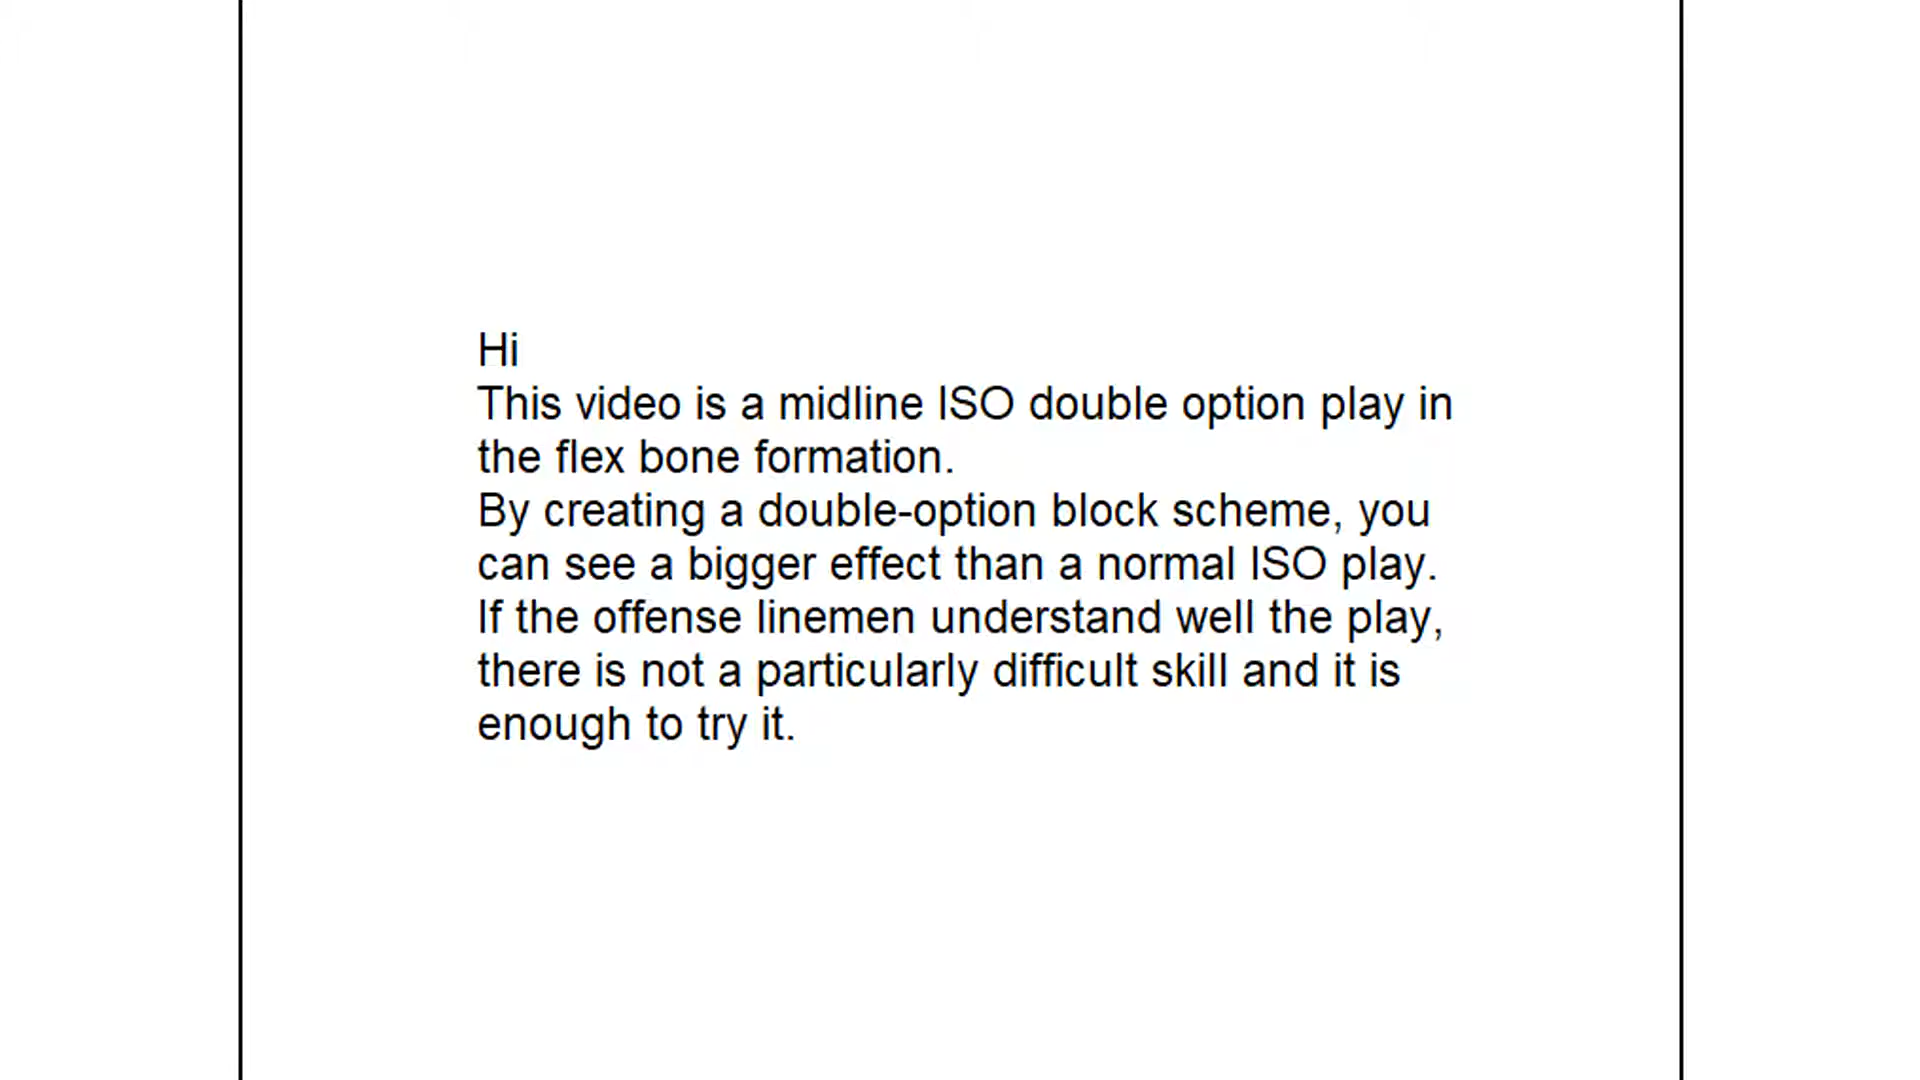 Hi
This video is a midline ISO double option play in
the flex bone formation.
By creating a double-option block scheme, you
can see a bigger effect than a normal ISO play.
If the offense linemen understand well the play,
there is not a particularly difficult skill and it is
enough to try it.